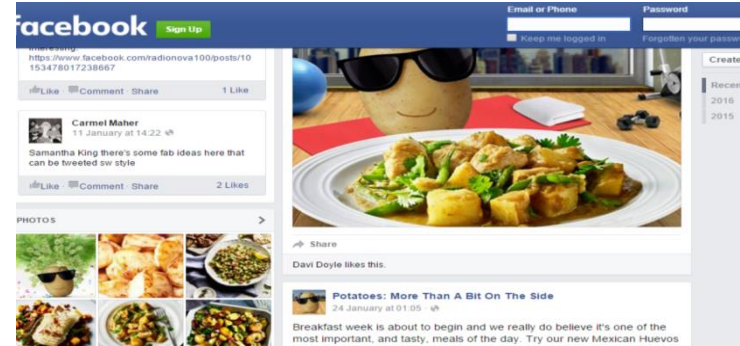 facebook
Sign Up
Email or Phone
Password
Keep me logged in
Forgotten your passw
interesting:
https://www.facebook.com/radionova100/posts/10
153478017238667
Like · Comment · Share
1 Like
Carmel Maher
11 January at 14:22
Samantha King there's some fab ideas here that
can be tweeted sw style
Like · Comment · Share
2 Likes
PHOTOS
Share
Davi Doyle likes this.
Potatoes: More Than A Bit On The Side
24 January at 01:05 ·
Breakfast week is about to begin and we really do believe it's one of the
most important, and tasty, meals of the day. Try our new Mexican Huevos
Create
Recen
2016
2015